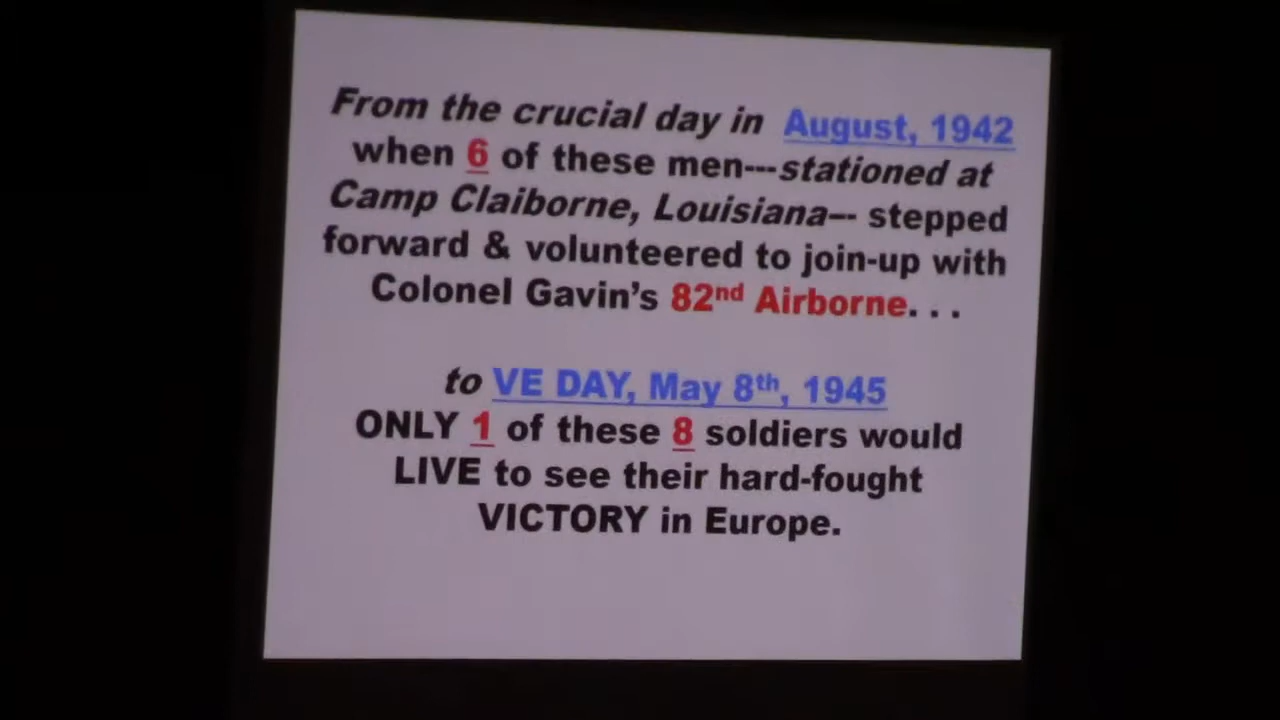 From the crucial day in August, 1942
when 6 of these men---stationed at
Camp Claiborne, Louisiana--- stepped
forward & volunteered to join-up with
Colonel Gavin's 82nd Airborne. . .
to VE DAY, May 8th, 1945
ONLY 1 of these 8 soldiers would
LIVE to see their hard-fought
VICTORY in Europe.